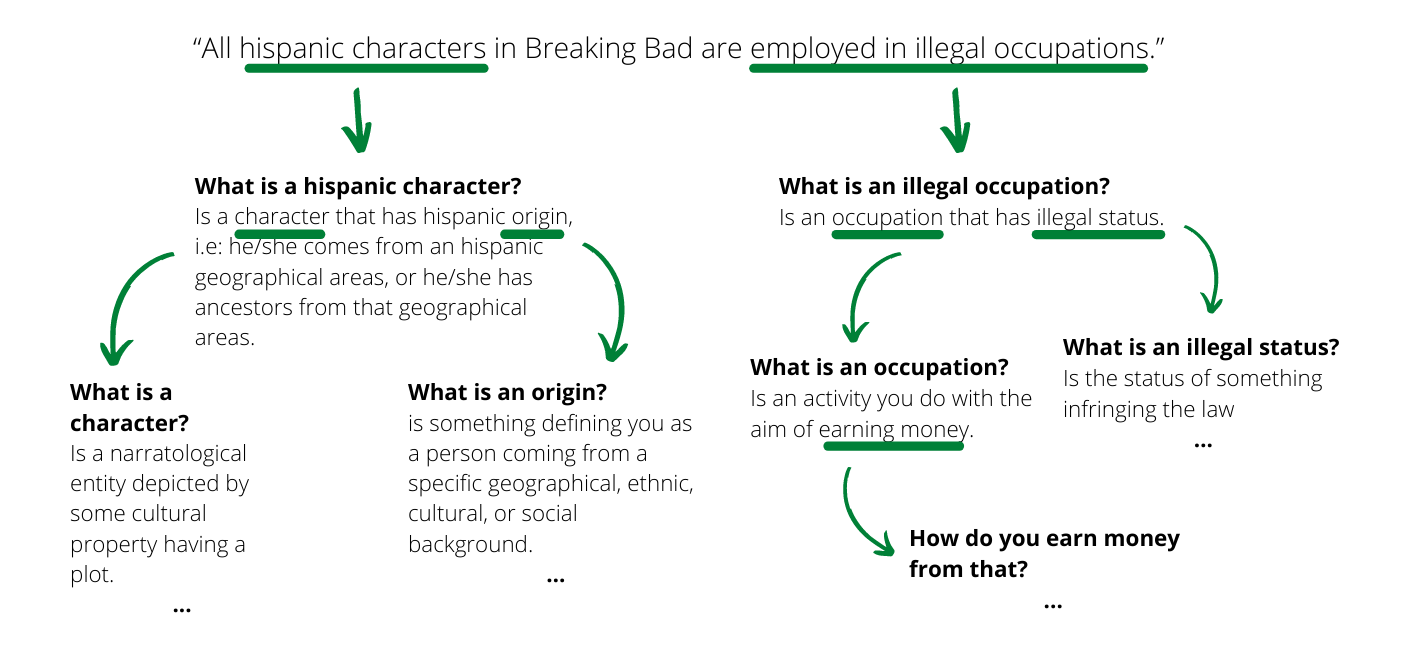 “All hispanic characters in Breaking Bad are employed in illegal occupations.”
What is a hispanic character?
Is a character that has hispanic origin,
i.e: he/she comes from an hispanic
geographical areas, or he/she has
ancestors from that geographical
areas.
What is a
character?
Is a narratological
entity depicted by
some cultural
property having a
plot.
...
What is an origin?
is something defining you as
a person coming from a
specific geographical, ethnic,
cultural, or social
background.
...
What is an illegal occupation?
Is an occupation that has illegal status.
What is an occupation?
Is an activity you do with the
aim of earning money.
How do you earn money
from that?
...
What is an illegal status?
Is the status of something
infringing the law
...